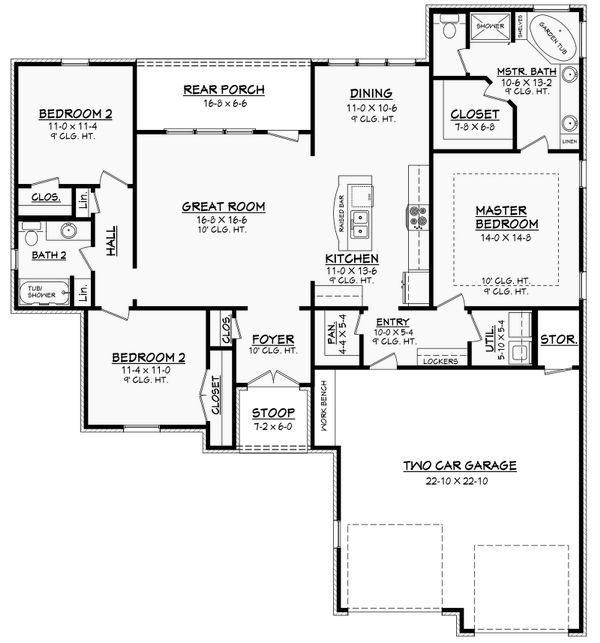 SHOWER
SHELVES
GARDEN TUB
MSTR. BATH
10-6 X 13-2
9' CLG. HT.
LINEN
REAR PORCH
16-8 X 6-6
DINING
11-0 X 10-6
9' CLG. HT.
CLOSET
7-8 X 6-8
BEDROOM 2
11-0 X 11-4
9' CLG. HT.
CLOS.
Lin.
GREAT ROOM
16-8 X 16-6
10' CLG. HT.
RAISED BAR
MASTER
BEDROOM
14-0 X 14-8
10' CLG. HT.
9' CLG. HT.
HALL
BATH 2
TUB/
SHOWER
Lin.
KITCHEN
11-0 X 13-6
9' CLG. HT.
CLOS.
FOYER
10' CLG. HT.
PAN.
4-4 X 5-4
ENTRY
10-0 X 5-4
9' CLG. HT.
LOCKERS
UTIL.
5-10 X 5-4
STOR.
BEDROOM 2
11-4 X 11-0
9' CLG. HT.
CLOSET
STOOP
7-2 X 6-0
WORK BENCH
TWO CAR GARAGE
22-10 X 22-10